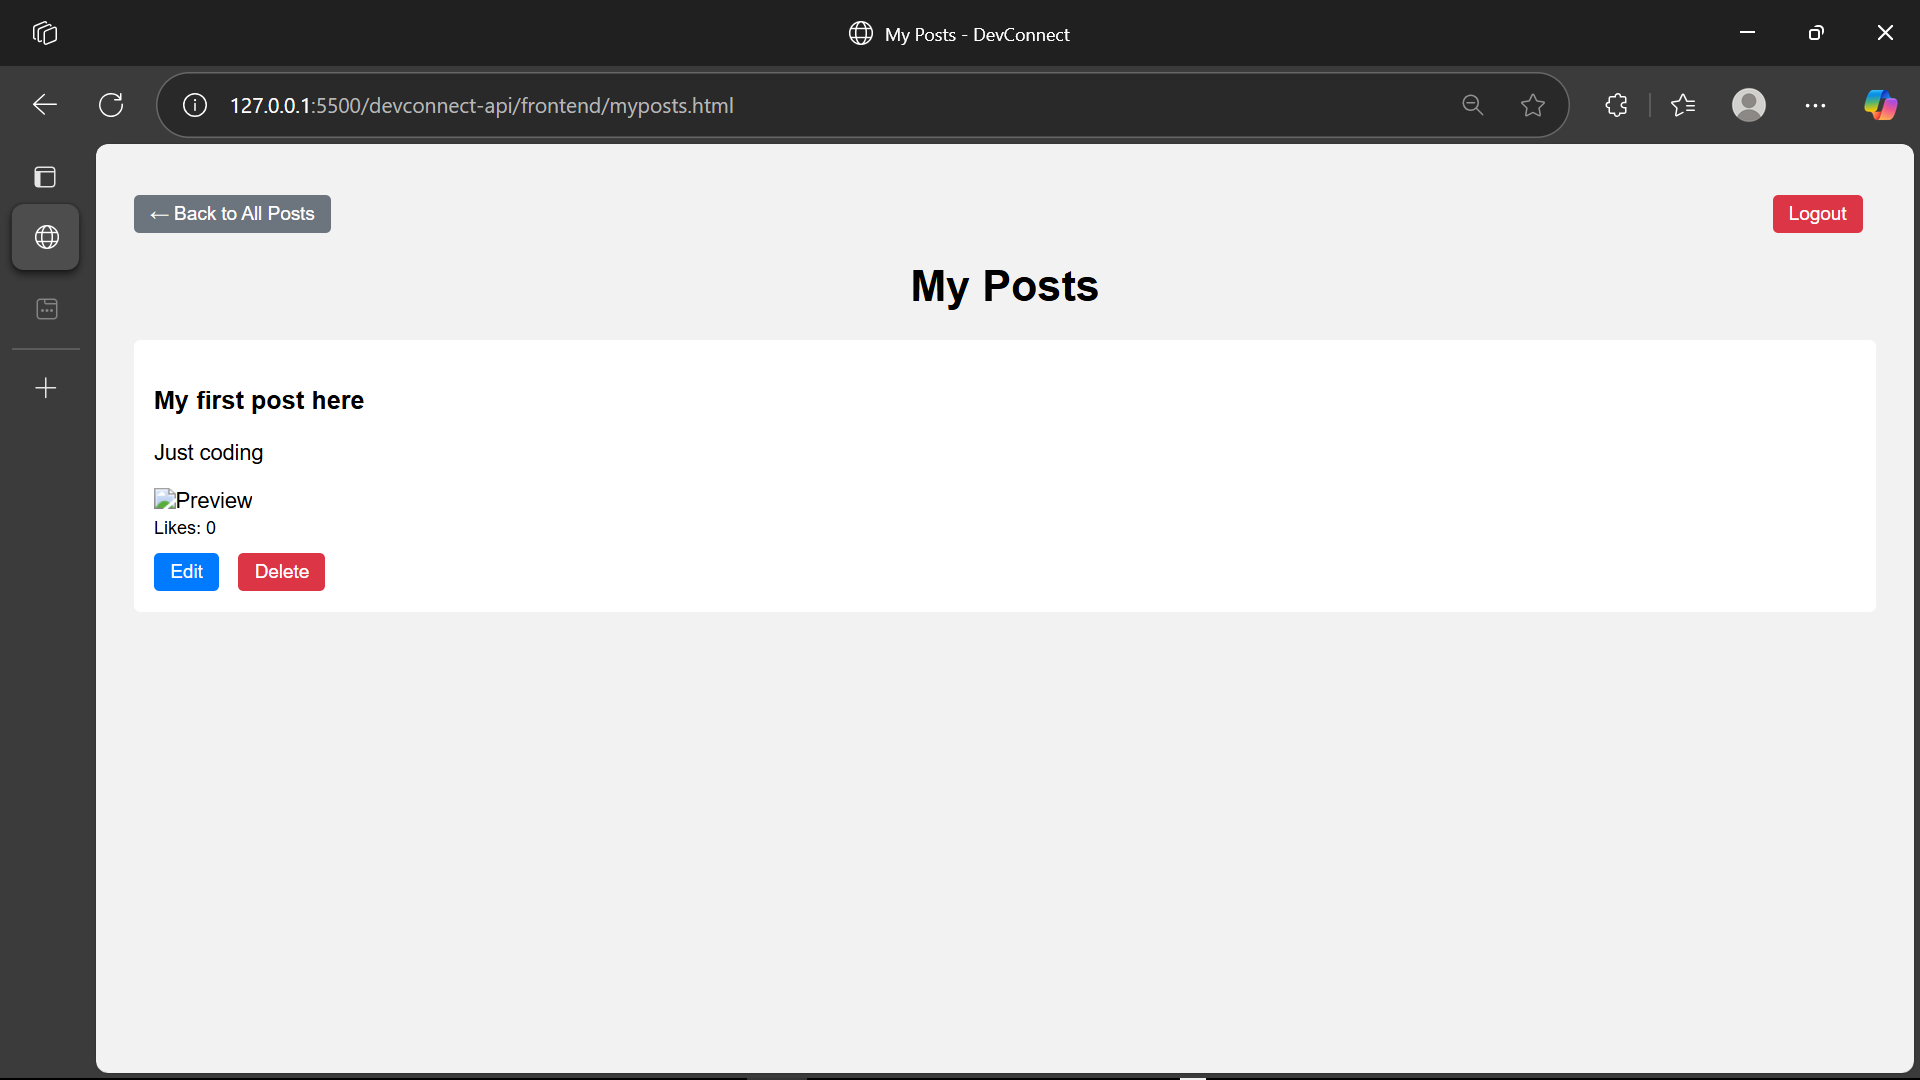 My Posts - DevConnect
127.0.0.1:5500/devconnect-api/frontend/myposts.html
← Back to All Posts
Logout
My Posts
My first post here
Just coding
Preview
Likes: 0
Edit Delete